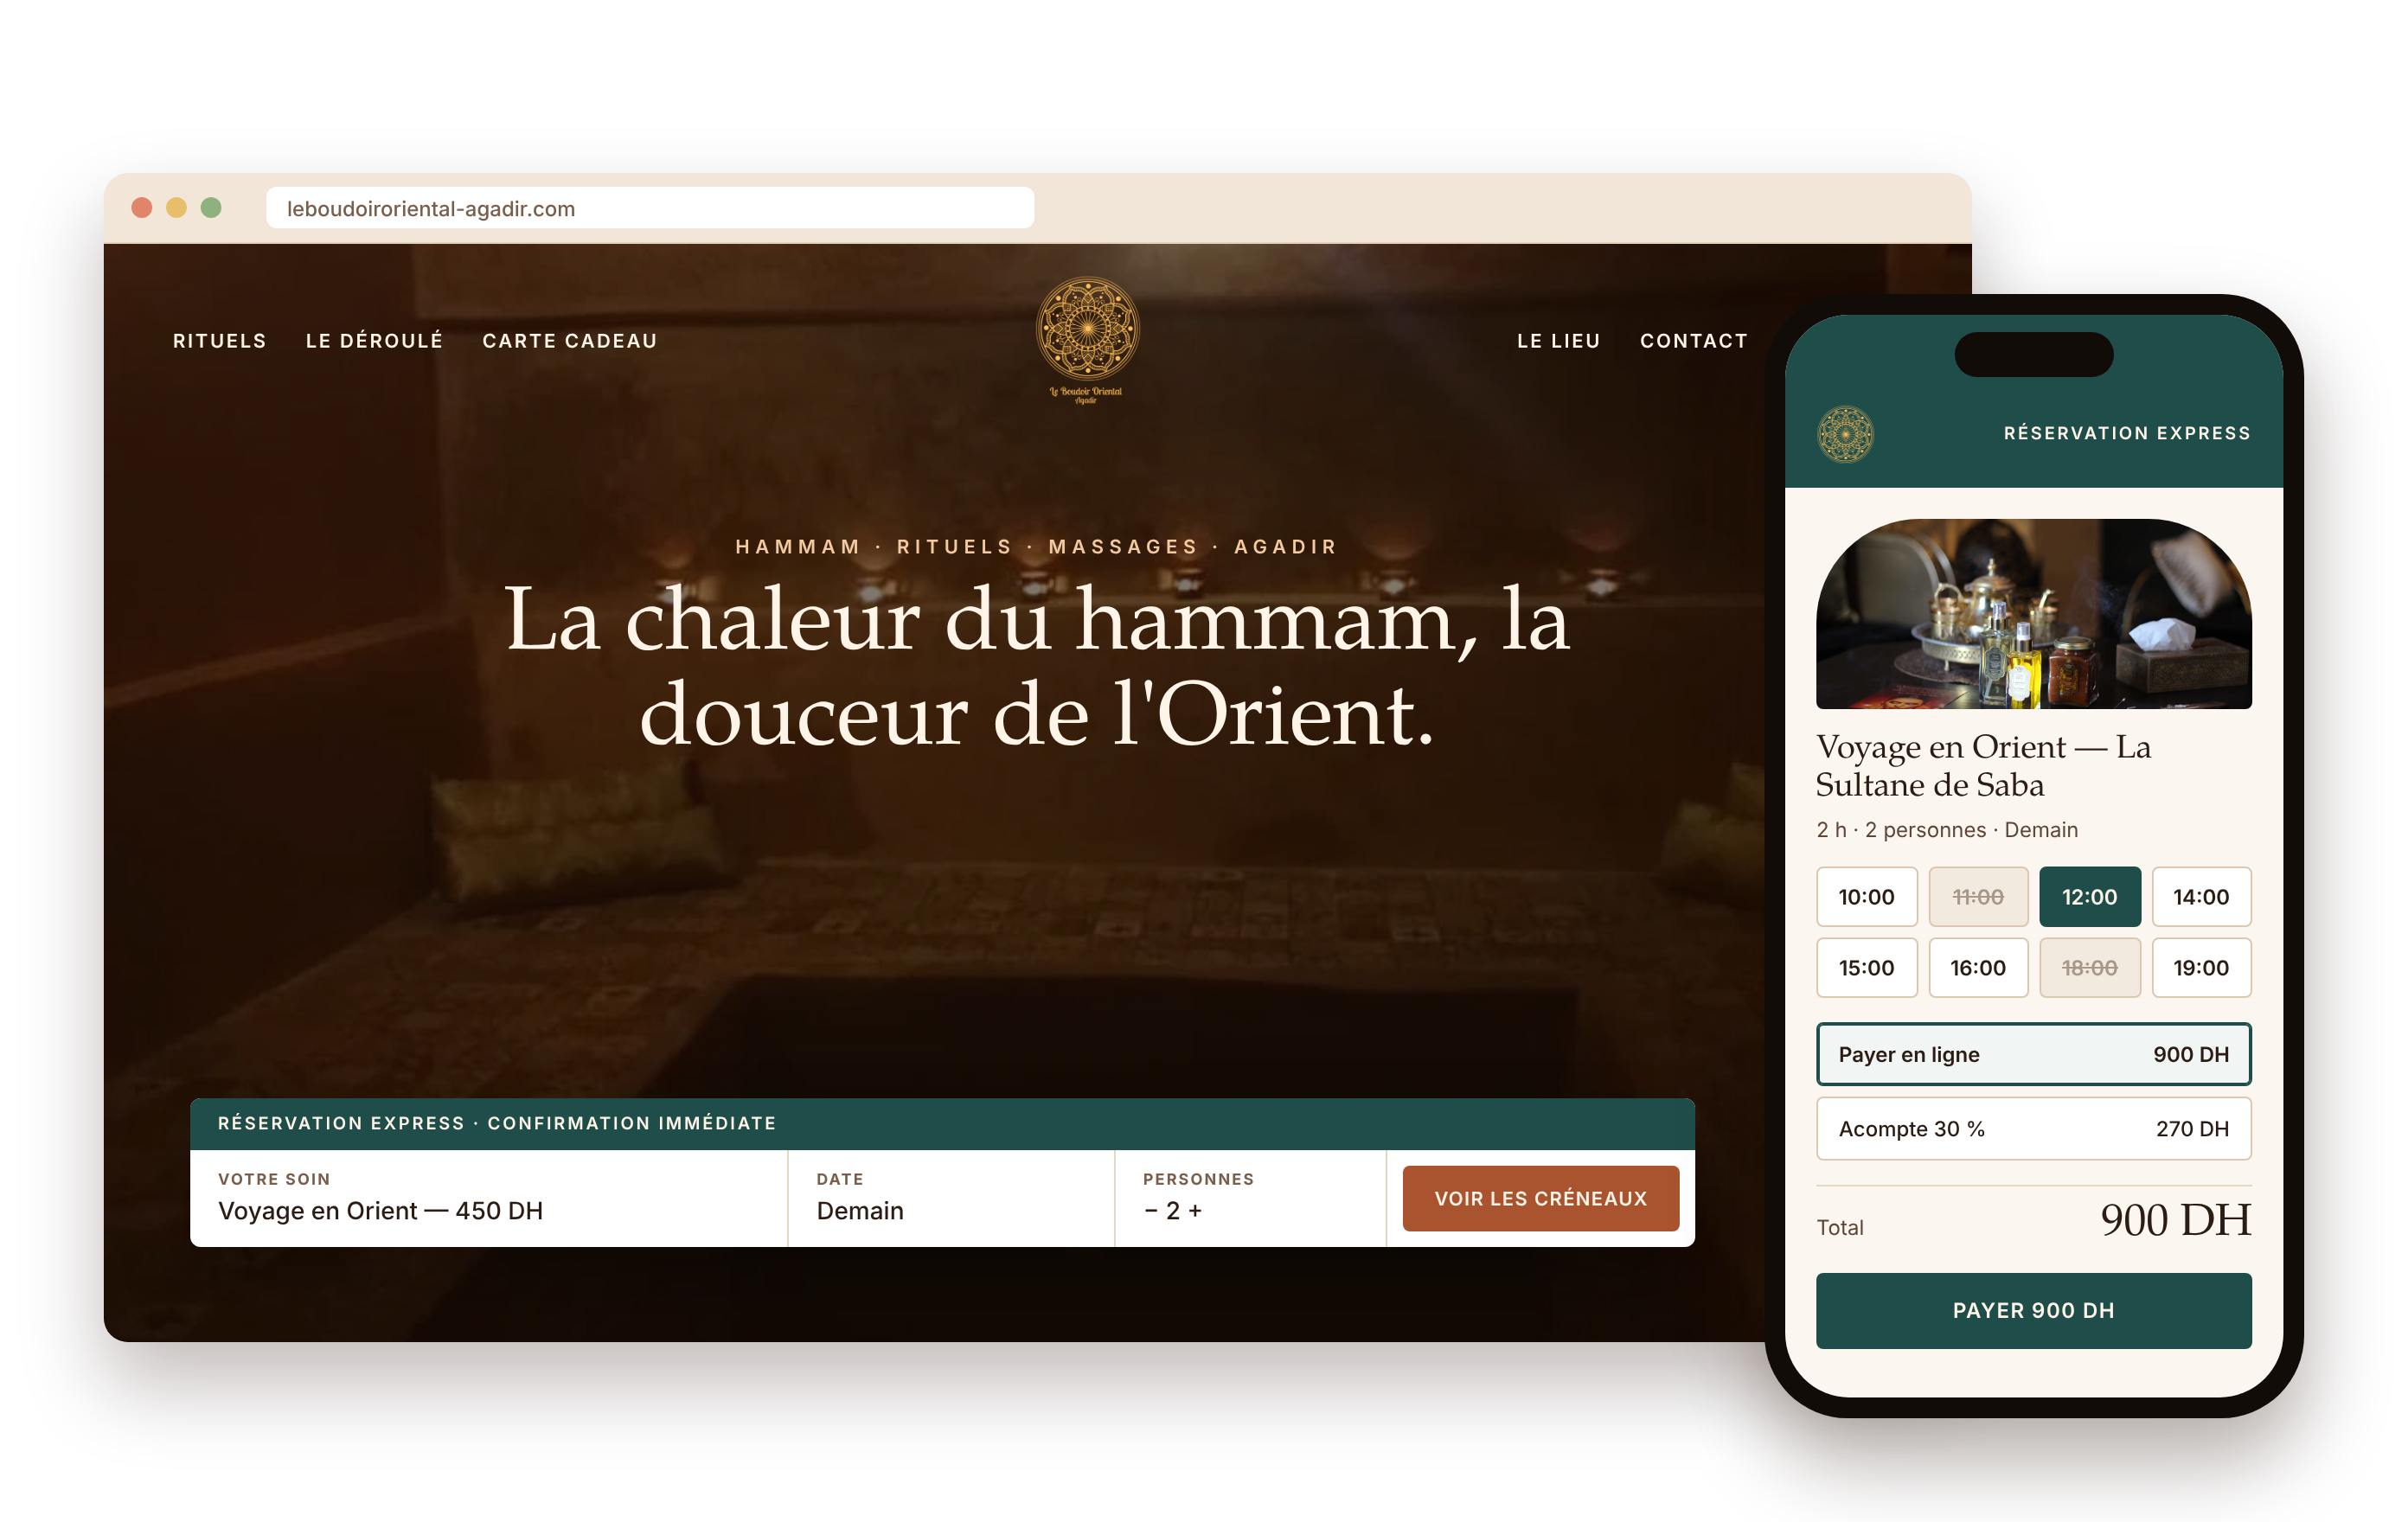 leboudoiroriental-agadir.com
RITUELS LE DÉROULÉ CARTE CADEAU
Le Boudoir Oriental
Agadir
LE LIEU CONTACT
HAMMAM · RITUELS · MASSAGES · AGADIR
La chaleur du hammam, la
douceur de l'Orient.
RÉSERVATION EXPRESS · CONFIRMATION IMMÉDIATE
VOTRE SOIN
Voyage en Orient — 450 DH
DATE
Demain
PERSONNES
− 2 +
VOIR LES CRÉNEAUX
RÉSERVATION EXPRESS
Voyage en Orient — La
Sultane de Saba
2 h · 2 personnes · Demain
10:00 11:00 12:00 14:00
15:00 16:00 18:00 19:00
Payer en ligne 900 DH
Acompte 30 % 270 DH
Total 900 DH
PAYER 900 DH